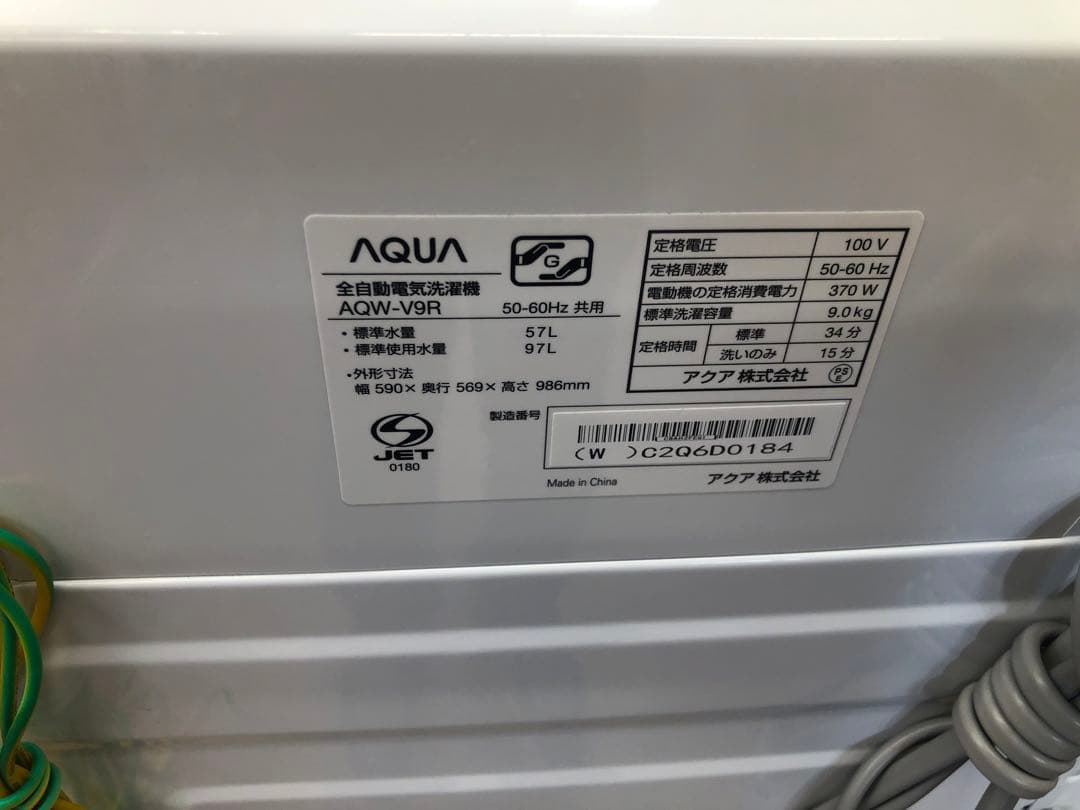 AQUA
G
全自動電気洗濯機
AQW-V9R 50-60Hz 共用
・標準水量 57L
・標準使用水量 97L
・外形寸法
幅 590×奥行 569×高さ 986mm
定格電圧 100 V
定格周波数 50-60 Hz
電動機の定格消費電力 370 W
標準洗濯容量 9.0kg
定格時間 標準 34 分
洗いのみ 15 分
アクア 株式会社 PSE
JET
0180
製造番号
(W )C2Q6D0184
Made in China
アクア 株式会社